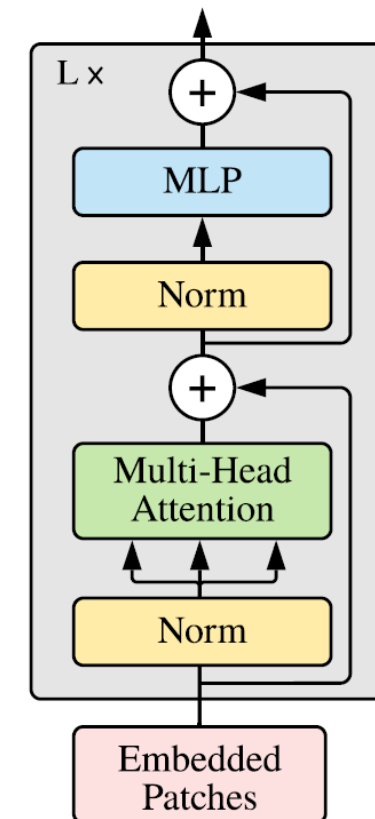 L ×
+
MLP
Norm
+
Multi-Head
Attention
Norm
Embedded
Patches